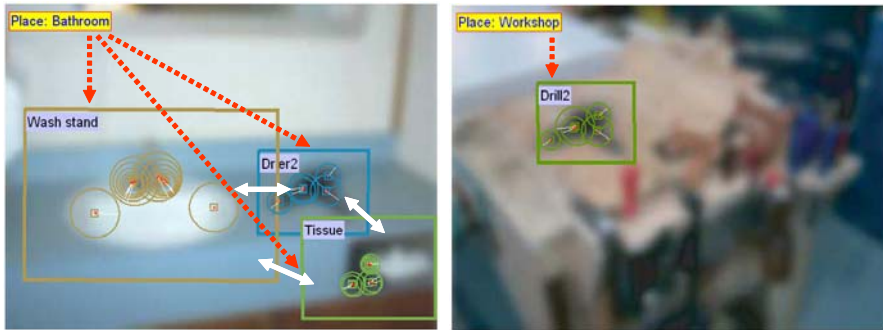 Place: Bathroom
Wash stand
Drier2
Tissue
Place: Workshop
Drill2